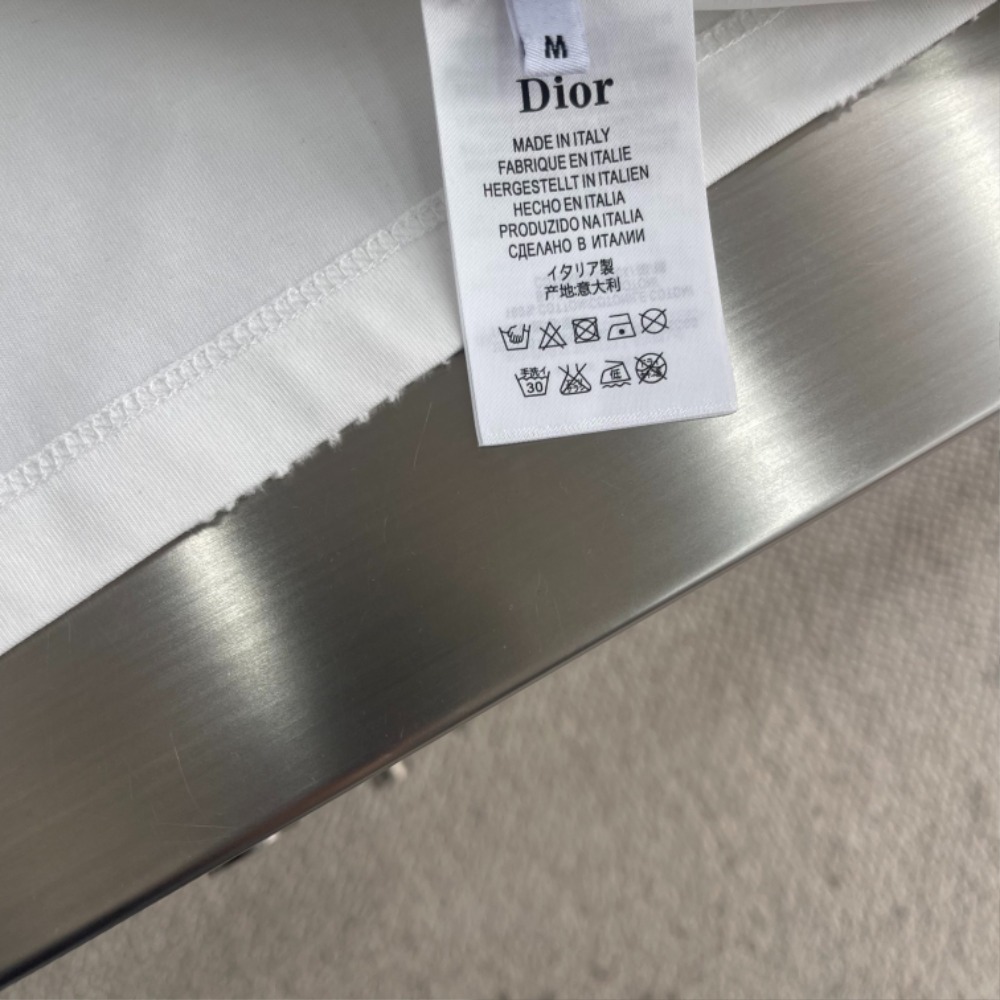 M
Dior
MADE IN ITALY
FABRIQUE EN ITALIE
HERGESTELLT IN ITALIEN
HECHO EN ITALIA
PRODUZIDO NA ITALIA
СДЕЛАНО В ИТАЛИИ
イタリア製
产地:意大利
30
低